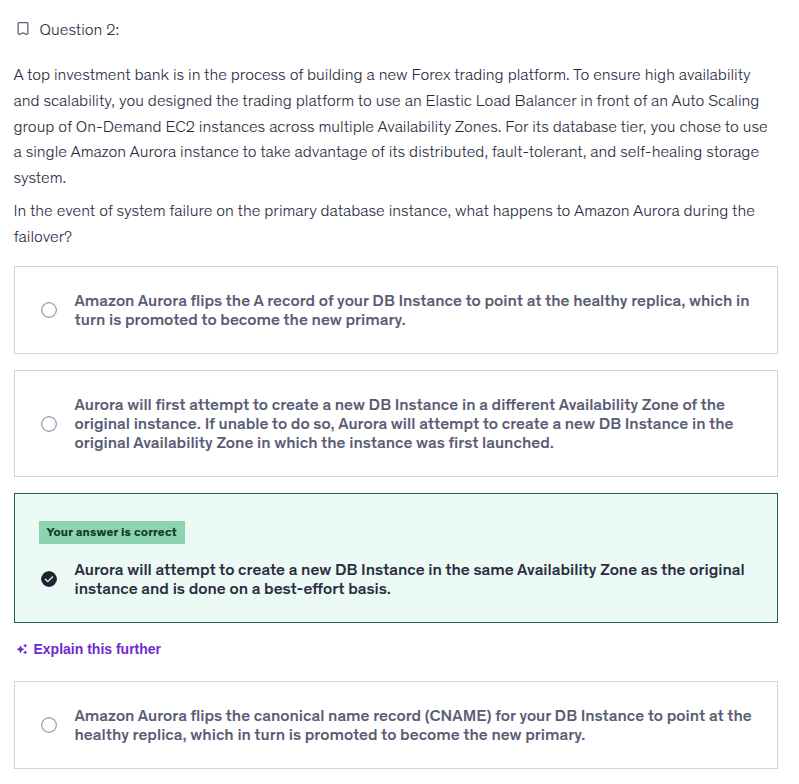 Question 2:
A top investment bank is in the process of building a new Forex trading platform. To ensure high availability
and scalability, you designed the trading platform to use an Elastic Load Balancer in front of an Auto Scaling
group of On-Demand EC2 instances across multiple Availability Zones. For its database tier, you chose to use
a single Amazon Aurora instance to take advantage of its distributed, fault-tolerant, and self-healing storage
system.
In the event of system failure on the primary database instance, what happens to Amazon Aurora during the
failover?
Amazon Aurora flips the A record of your DB Instance to point at the healthy replica, which in
turn is promoted to become the new primary.
Aurora will first attempt to create a new DB Instance in a different Availability Zone of the
original instance. If unable to do so, Aurora will attempt to create a new DB Instance in the
original Availability Zone in which the instance was first launched.
Your answer is correct
Aurora will attempt to create a new DB Instance in the same Availability Zone as the original
instance and is done on a best-effort basis.
Explain this further
Amazon Aurora flips the canonical name record (CNAME) for your DB Instance to point at the
healthy replica, which in turn is promoted to become the new primary.